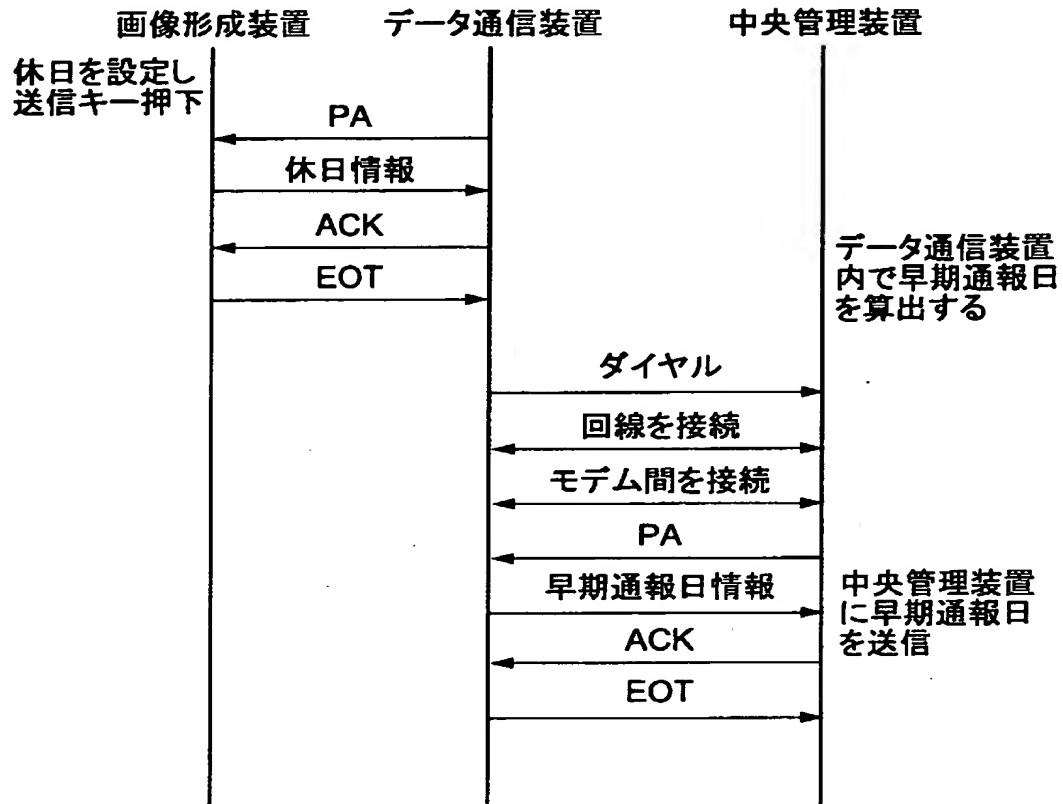 画像形成装置
データ通信装置
中央管理装置
休日を設定し
送信キー押下
PA
休日情報
ACK
EOT
データ通信装置
内で早期通報日
を算出する
ダイヤル
回線を接続
モデム間を接続
PA
早期通報日情報
中央管理装置
に早期通報日
を送信
ACK
EOT